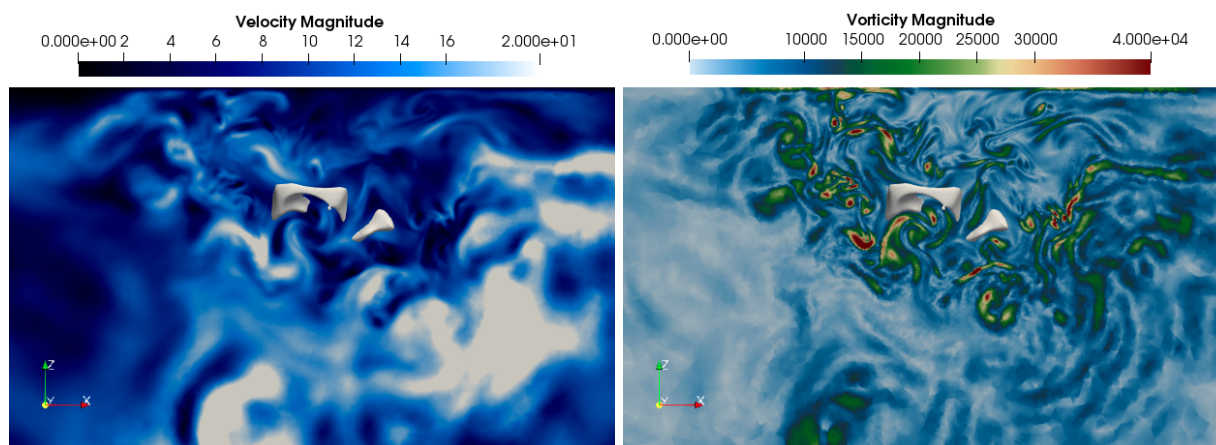 Velocity Magnitude
0.000e+00 2 4 6 8 10 12 14 16 2.000e+01
Vorticity Magnitude
0.000e+00 10000 15000 20000 25000 30000 4.000e+04
Z
Y X
Z
Y X